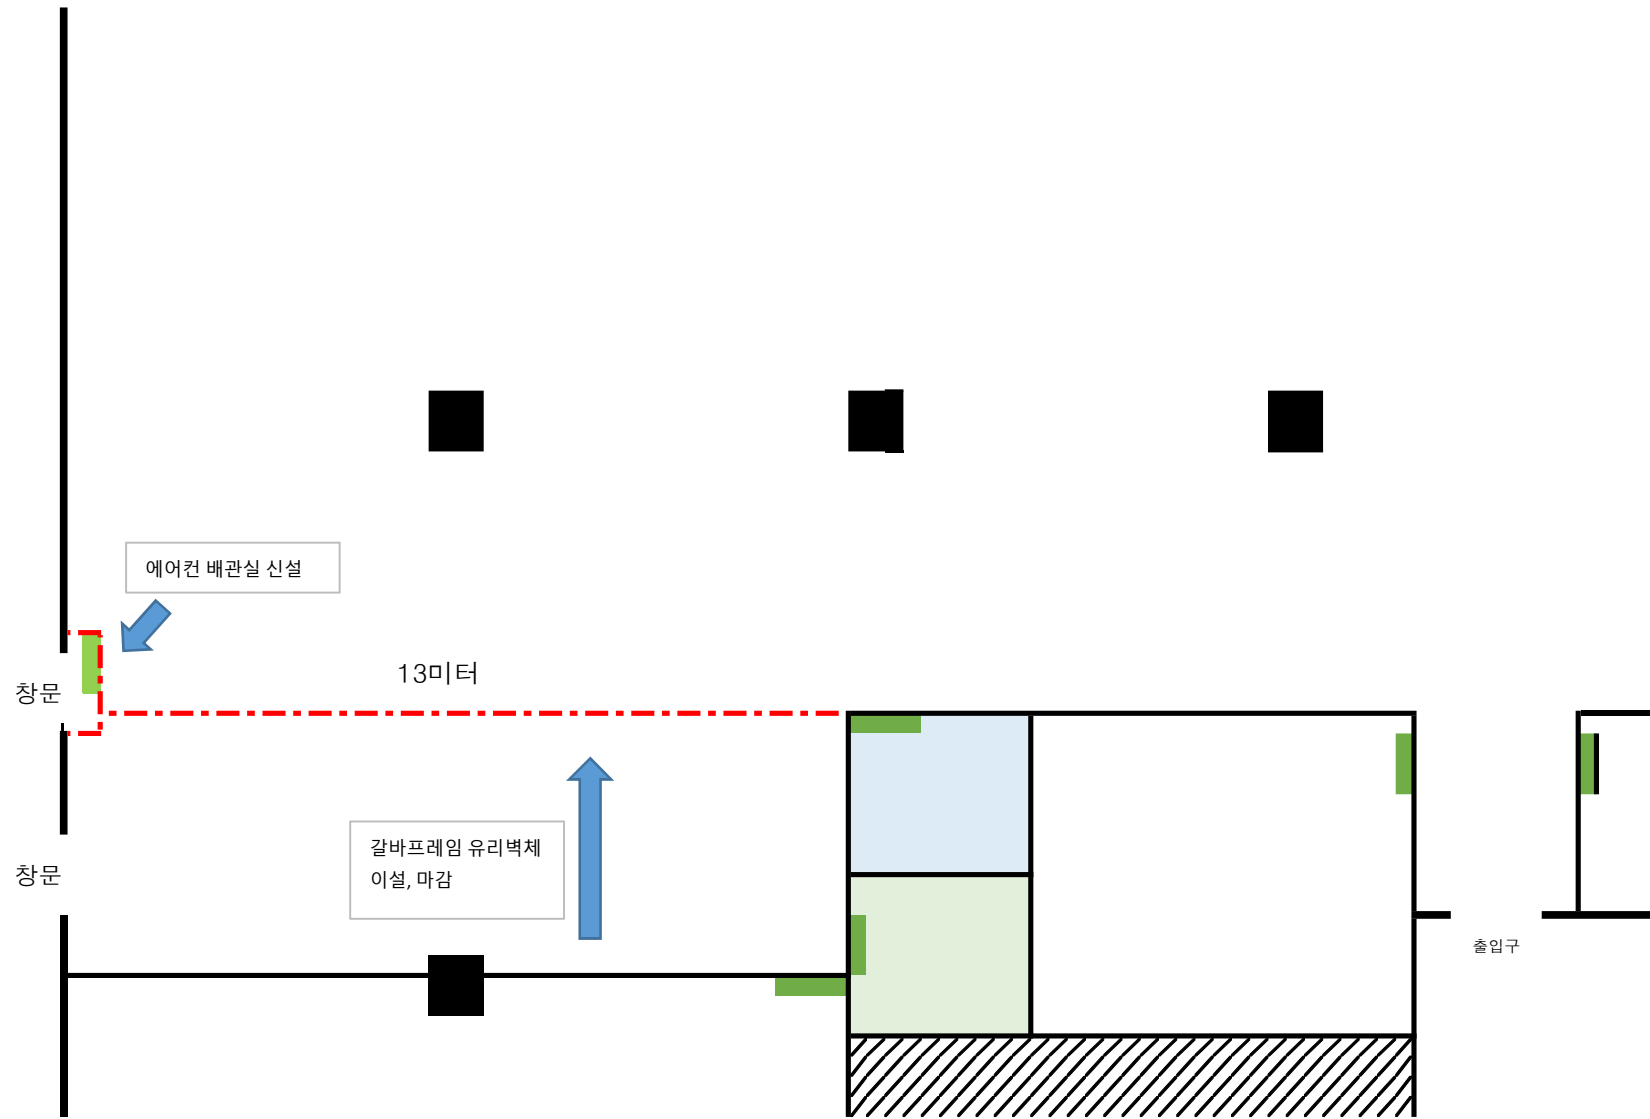 에어컨 배관실 신설
13미터
창문
갈바프레임 유리벽체
이설, 마감
창문
출입구